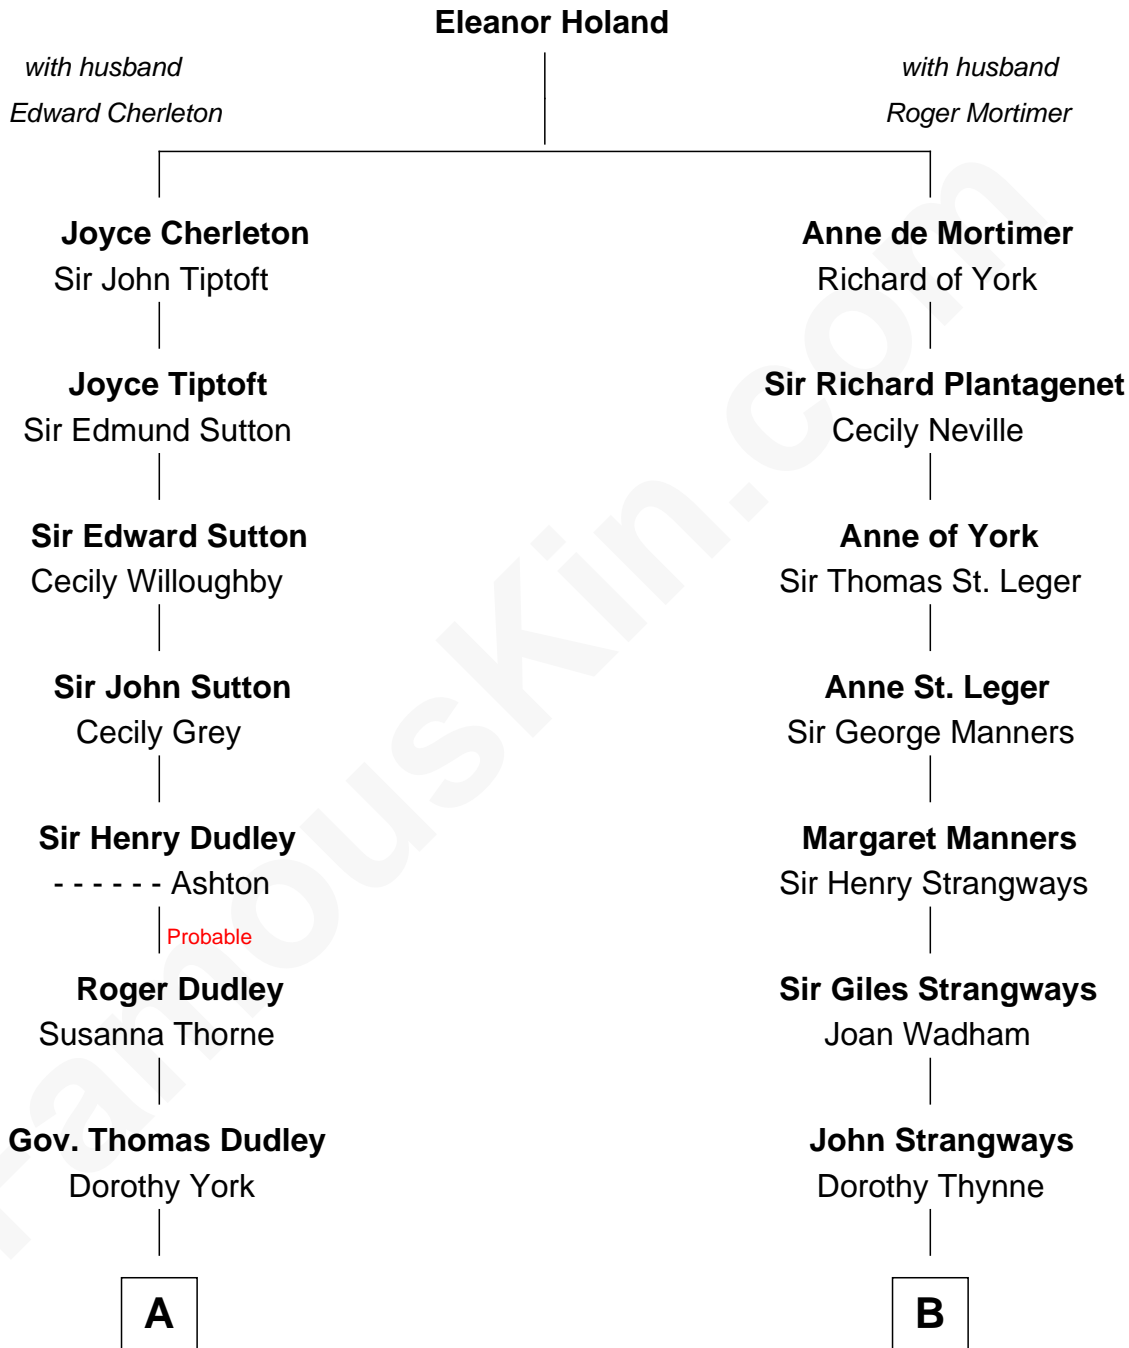 Eleanor Holand
with husband
Edward Cherleton
with husband
Roger Mortimer
Joyce Cherleton
Sir John Tiptoft
Anne de Mortimer
Richard of York
Joyce Tiptoft
Sir Edmund Sutton
Sir Richard Plantagenet
Cecily Neville
Sir Edward Sutton
Cecily Willoughby
Anne of York
Sir Thomas St. Leger
Sir John Sutton
Cecily Grey
Anne St. Leger
Sir George Manners
Sir Henry Dudley
- - - - - - Ashton
Margaret Manners
Sir Henry Strangways
Probable
Roger Dudley
Susanna Thorne
Sir Giles Strangways
Joan Wadham
Gov. Thomas Dudley
Dorothy York
John Strangways
Dorothy Thynne
A
B
FamousKin.com